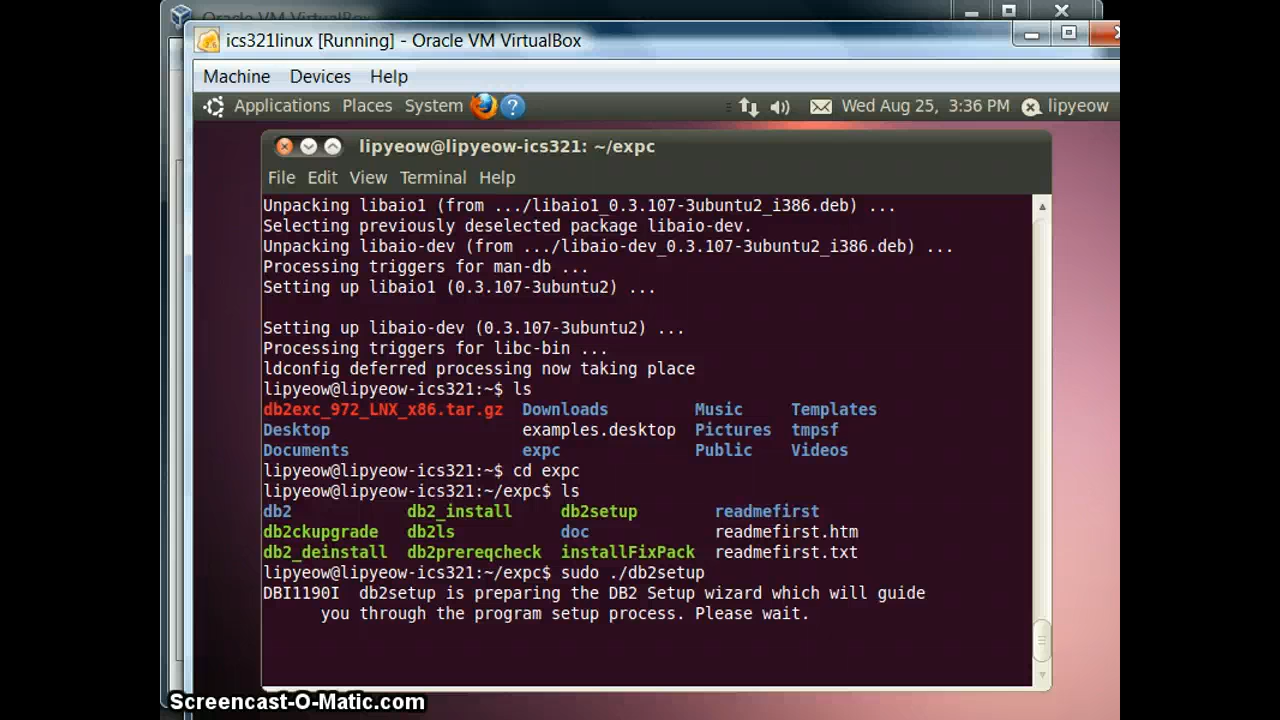 Oracle VM VirtualBox
ics321linux [Running] - Oracle VM VirtualBox
Machine Devices Help
Applications Places System Wed Aug 25, 3:36 PM lipyeow
lipyeow@lipyeow-ics321: ~/expc
File Edit View Terminal Help
Unpacking libaio1 (from .../libaio1_0.3.107-3ubuntu2_i386.deb) ...
Selecting previously deselected package libaio-dev.
Unpacking libaio-dev (from .../libaio-dev_0.3.107-3ubuntu2_i386.deb) ...
Processing triggers for man-db ...
Setting up libaio1 (0.3.107-3ubuntu2) ...
Setting up libaio-dev (0.3.107-3ubuntu2) ...
Processing triggers for libc-bin ...
ldconfig deferred processing now taking place
lipyeow@lipyeow-ics321:~$ ls
db2exc_972_LNX_x86.tar.gz Downloads Music Templates
Desktop examples.desktop Pictures tmpsf
Documents expc Public Videos
lipyeow@lipyeow-ics321:~$ cd expc
lipyeow@lipyeow-ics321:~/expc$ ls
db2 db2_install db2setup readmefirst
db2ckupgrade db2ls doc readmefirst.htm
db2_deinstall db2prereqcheck installFixPack readmefirst.txt
lipyeow@lipyeow-ics321:~/expc$ sudo ./db2setup
DBI1190I db2setup is preparing the DB2 Setup wizard which will guide
you through the program setup process. Please wait.
Screencast-O-Matic.com